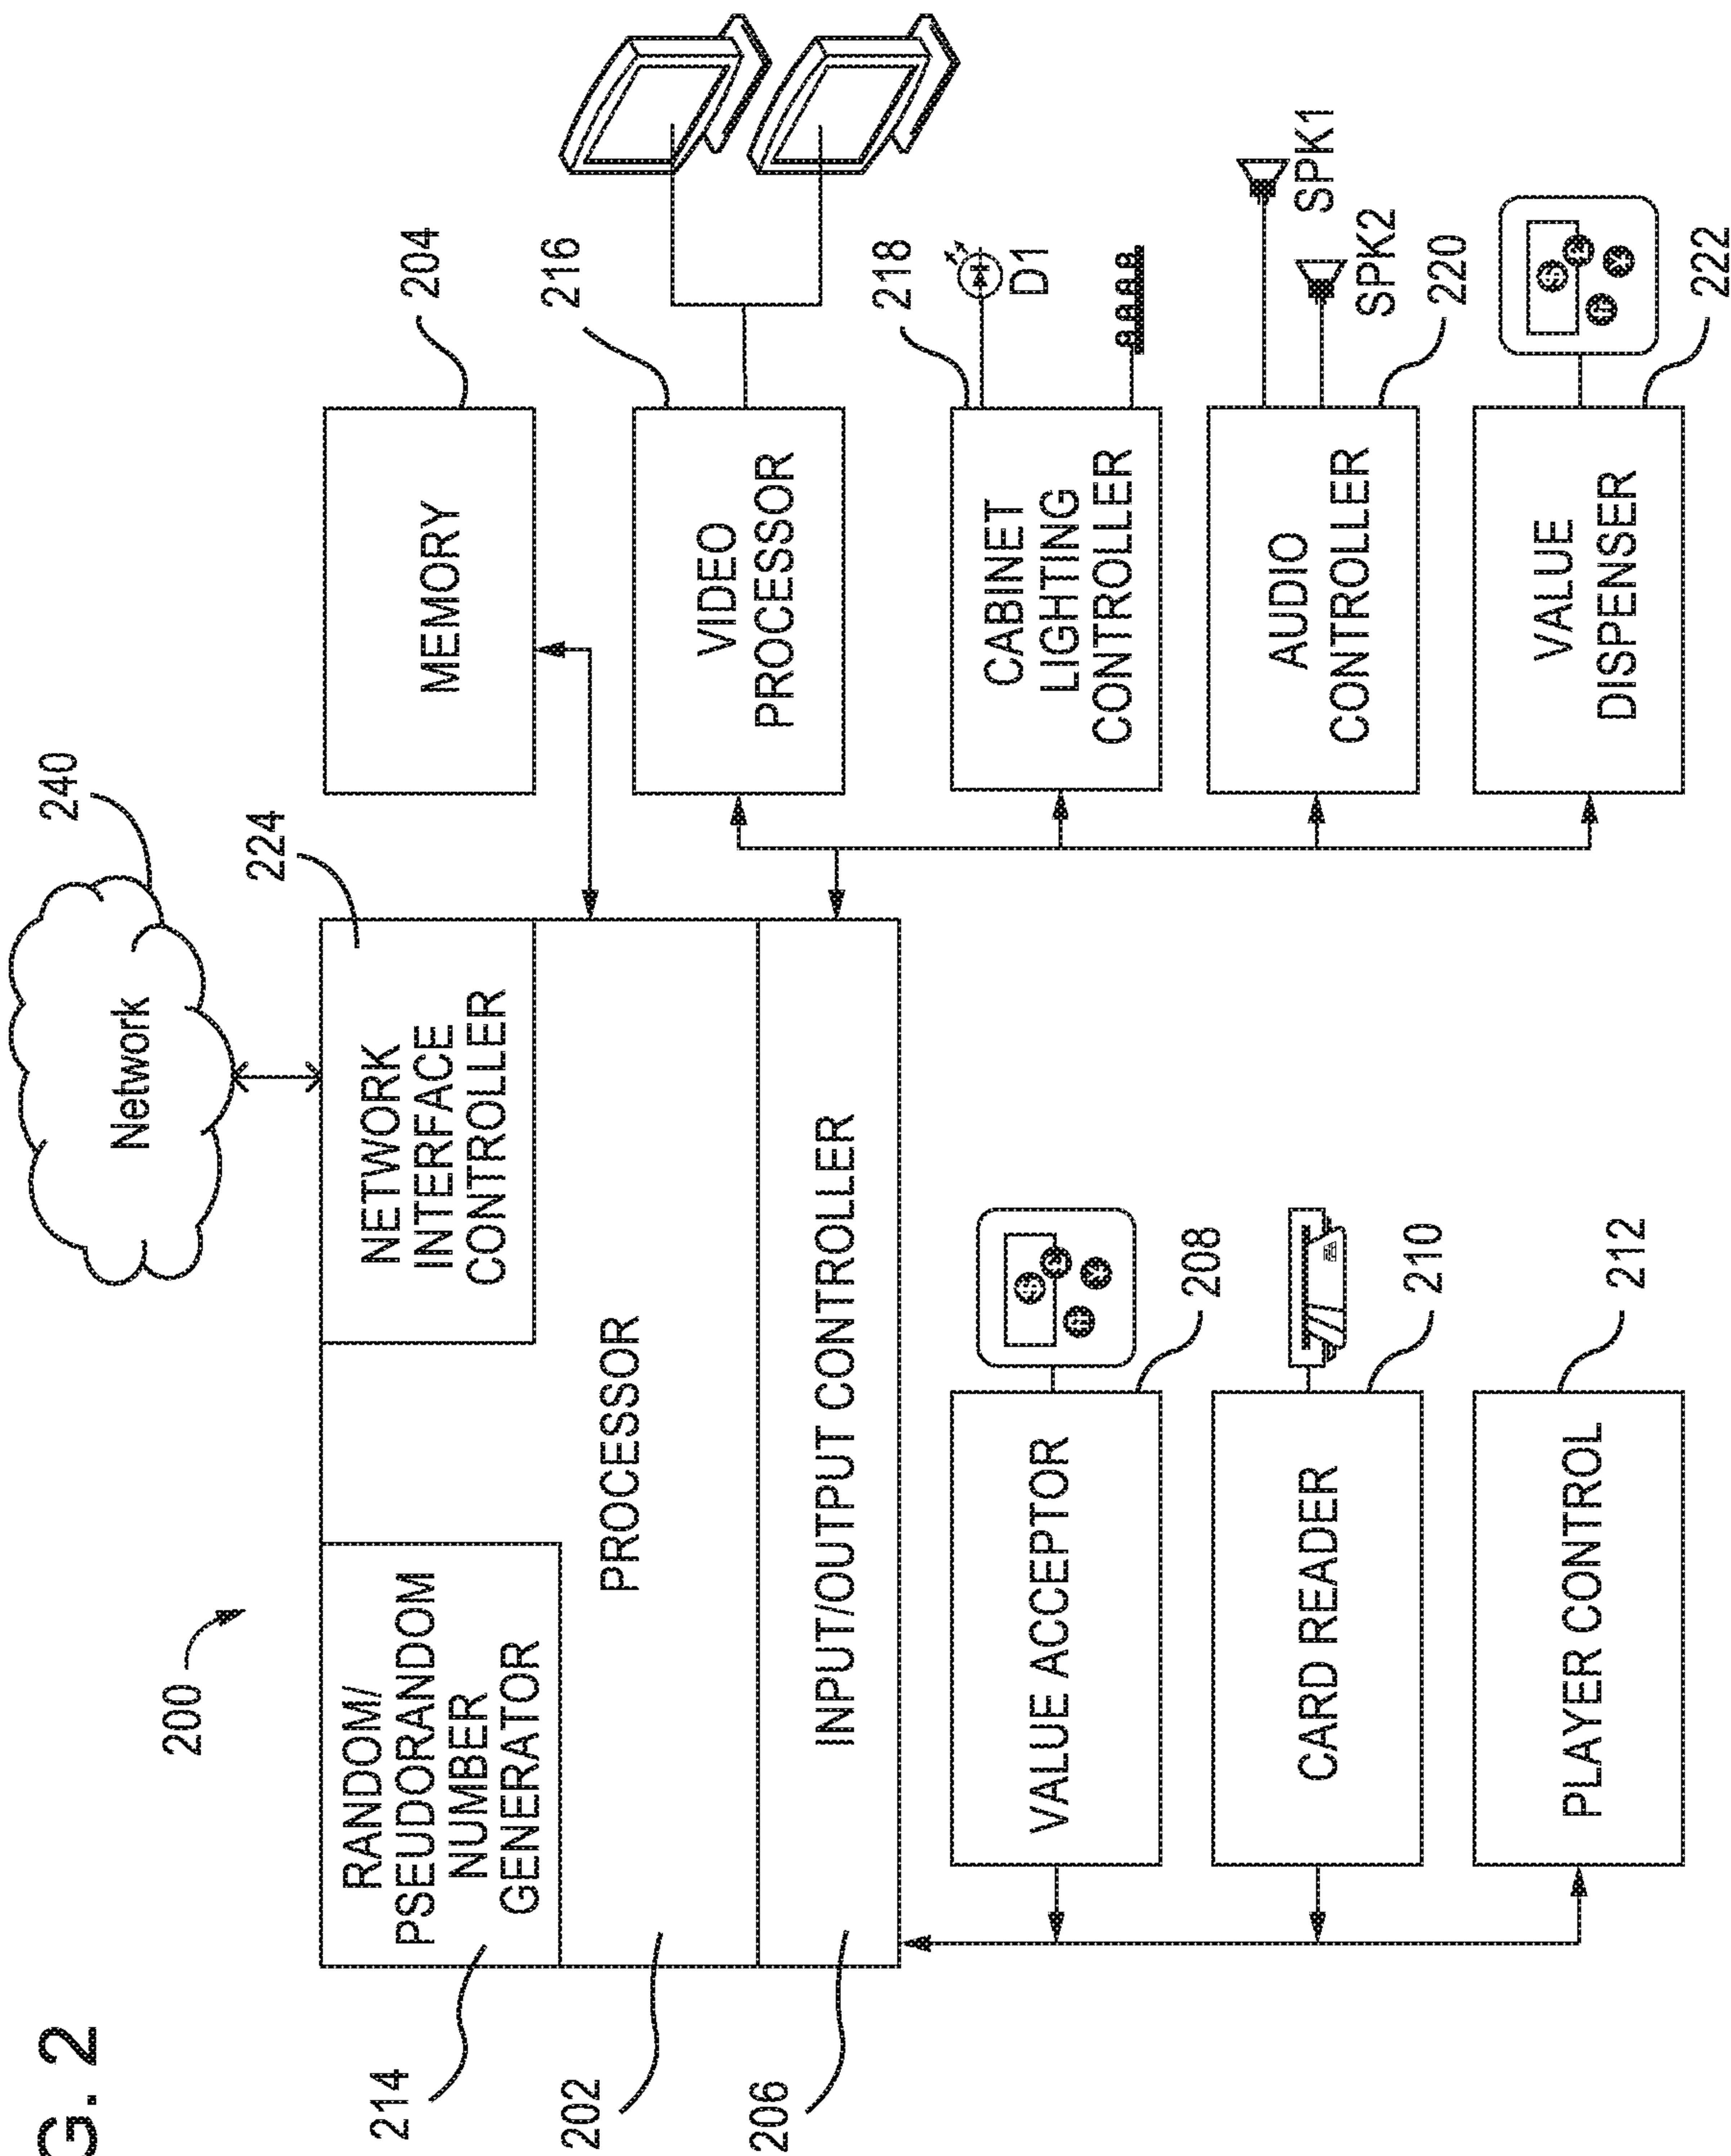 G. 2
200
240
Network
224
RANDOM/
PSEUDORANDOM
NUMBER
GENERATOR
214
NETWORK
INTERFACE
CONTROLLER
PROCESSOR
202
INPUT/OUTPUT CONTROLLER
206
MEMORY
204
VIDEO
PROCESSOR
216
CABINET
LIGHTING
CONTROLLER
218
D1
AUDIO
CONTROLLER
220
SPK1
SPK2
VALUE
DISPENSER
222
$
VALUE ACCEPTOR
208
$
CARD READER
210
PLAYER CONTROL
212